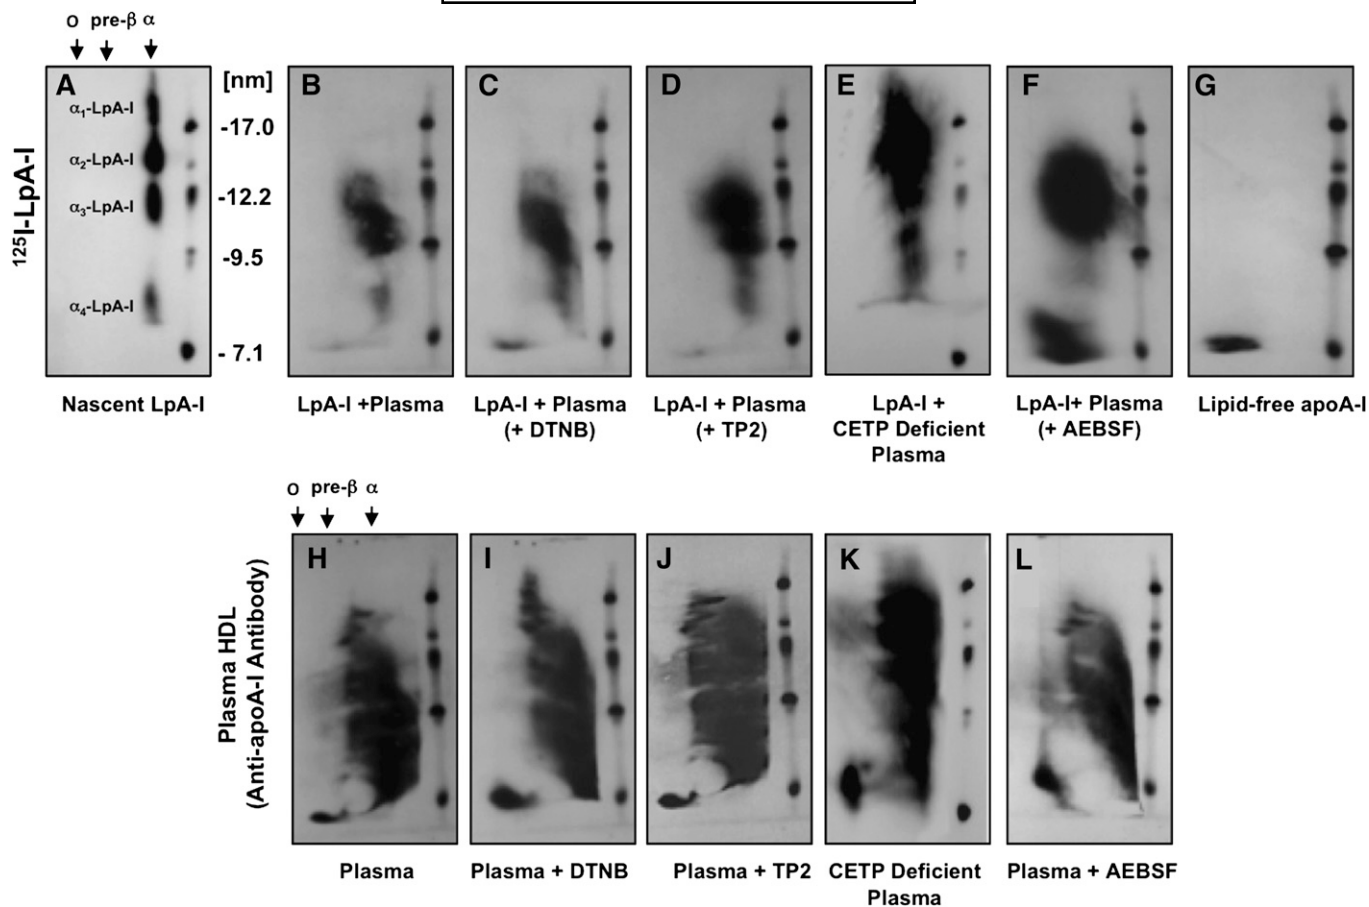 O pre-β α
A B C D E F G
[nm]
α₁-LpA-I
-17.0
α₂-LpA-I
-12.2
α₃-LpA-I
-9.5
α₄-LpA-I
- 7.1
¹²⁵I-LpA-I
Nascent LpA-I
LpA-I +Plasma
LpA-I + Plasma
(+ DTNB)
LpA-I + Plasma
(+ TP2)
LpA-I +
CETP Deficient
Plasma
LpA-I+ Plasma
(+ AEBSF)
Lipid-free apoA-I
O pre-β α
H I J K L
Plasma HDL
(Anti-apoA-I Antibody)
Plasma
Plasma + DTNB
Plasma + TP2
CETP Deficient
Plasma
Plasma + AEBSF